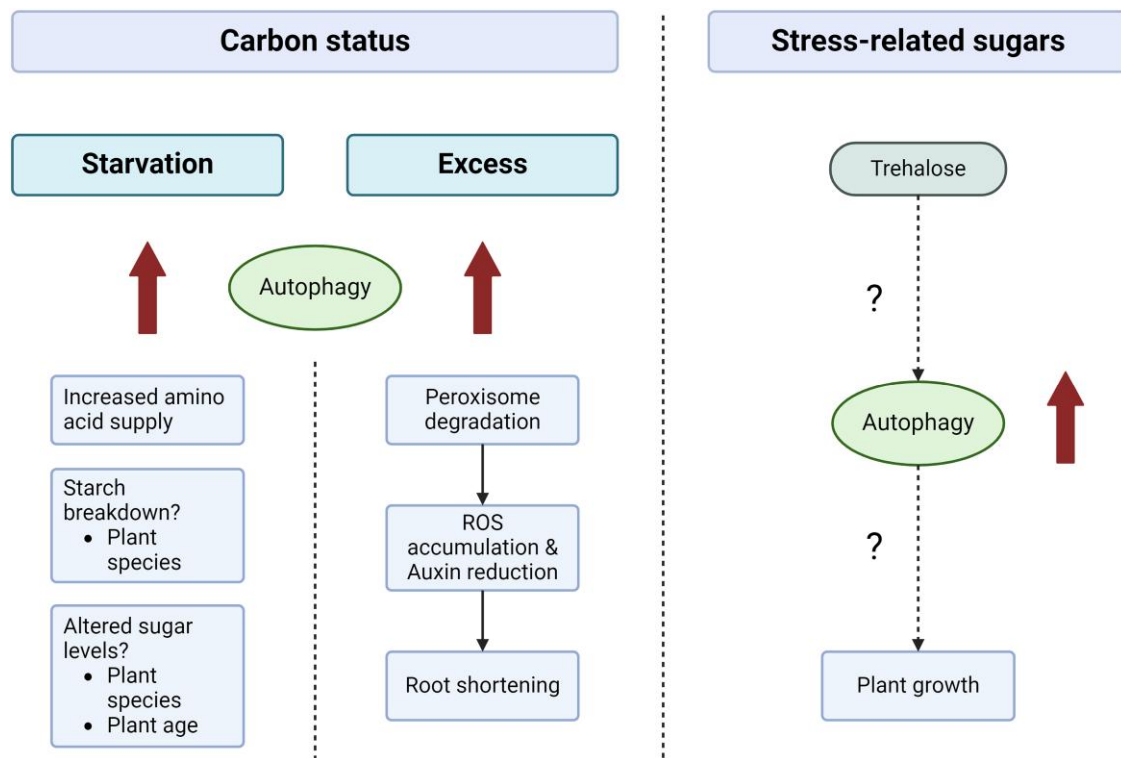 Carbon status
Stress-related sugars
Starvation
Excess
Autophagy
Increased amino
acid supply
Starch
breakdown?
• Plant
species
Altered sugar
levels?
• Plant
species
• Plant age
Peroxisome
degradation
ROS
accumulation &
Auxin reduction
Root shortening
Trehalose
?
Autophagy
?
Plant growth